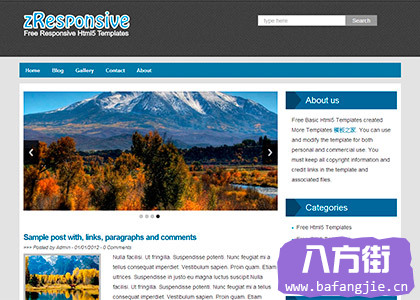 zResponsive
Free Responsive Html5 Templates
type here
Search
Home Blog Gallery Contact About
About us
Free Basic Html5 Templates created
More Templates 模板之家. You can use
and modify the template for both
personal and commercial use. You
must keep all copyright information and
credit links in the template and
associated files.
Categories
Free Html5 Templates
Sample post with, links, paragraphs and comments
>>> Posted by Admin - 01/01/2012 - 0 Comments
Nulla facilisi. Ut fringilla. Suspendisse potenti. Nunc feugiat mi a
tellus consequat imperdiet. Vestibulum sapien. Proin quam. Etiam
ultrices. Suspendisse in justo eu magna luctus suscipit Nulla
facilisi. Ut fringilla. Suspendisse potenti. Nunc feugiat mi a
tellus consequat imperdiet. Vestibulum sapien. Proin quam. Etiam
八方街
www.bafangjie.cn